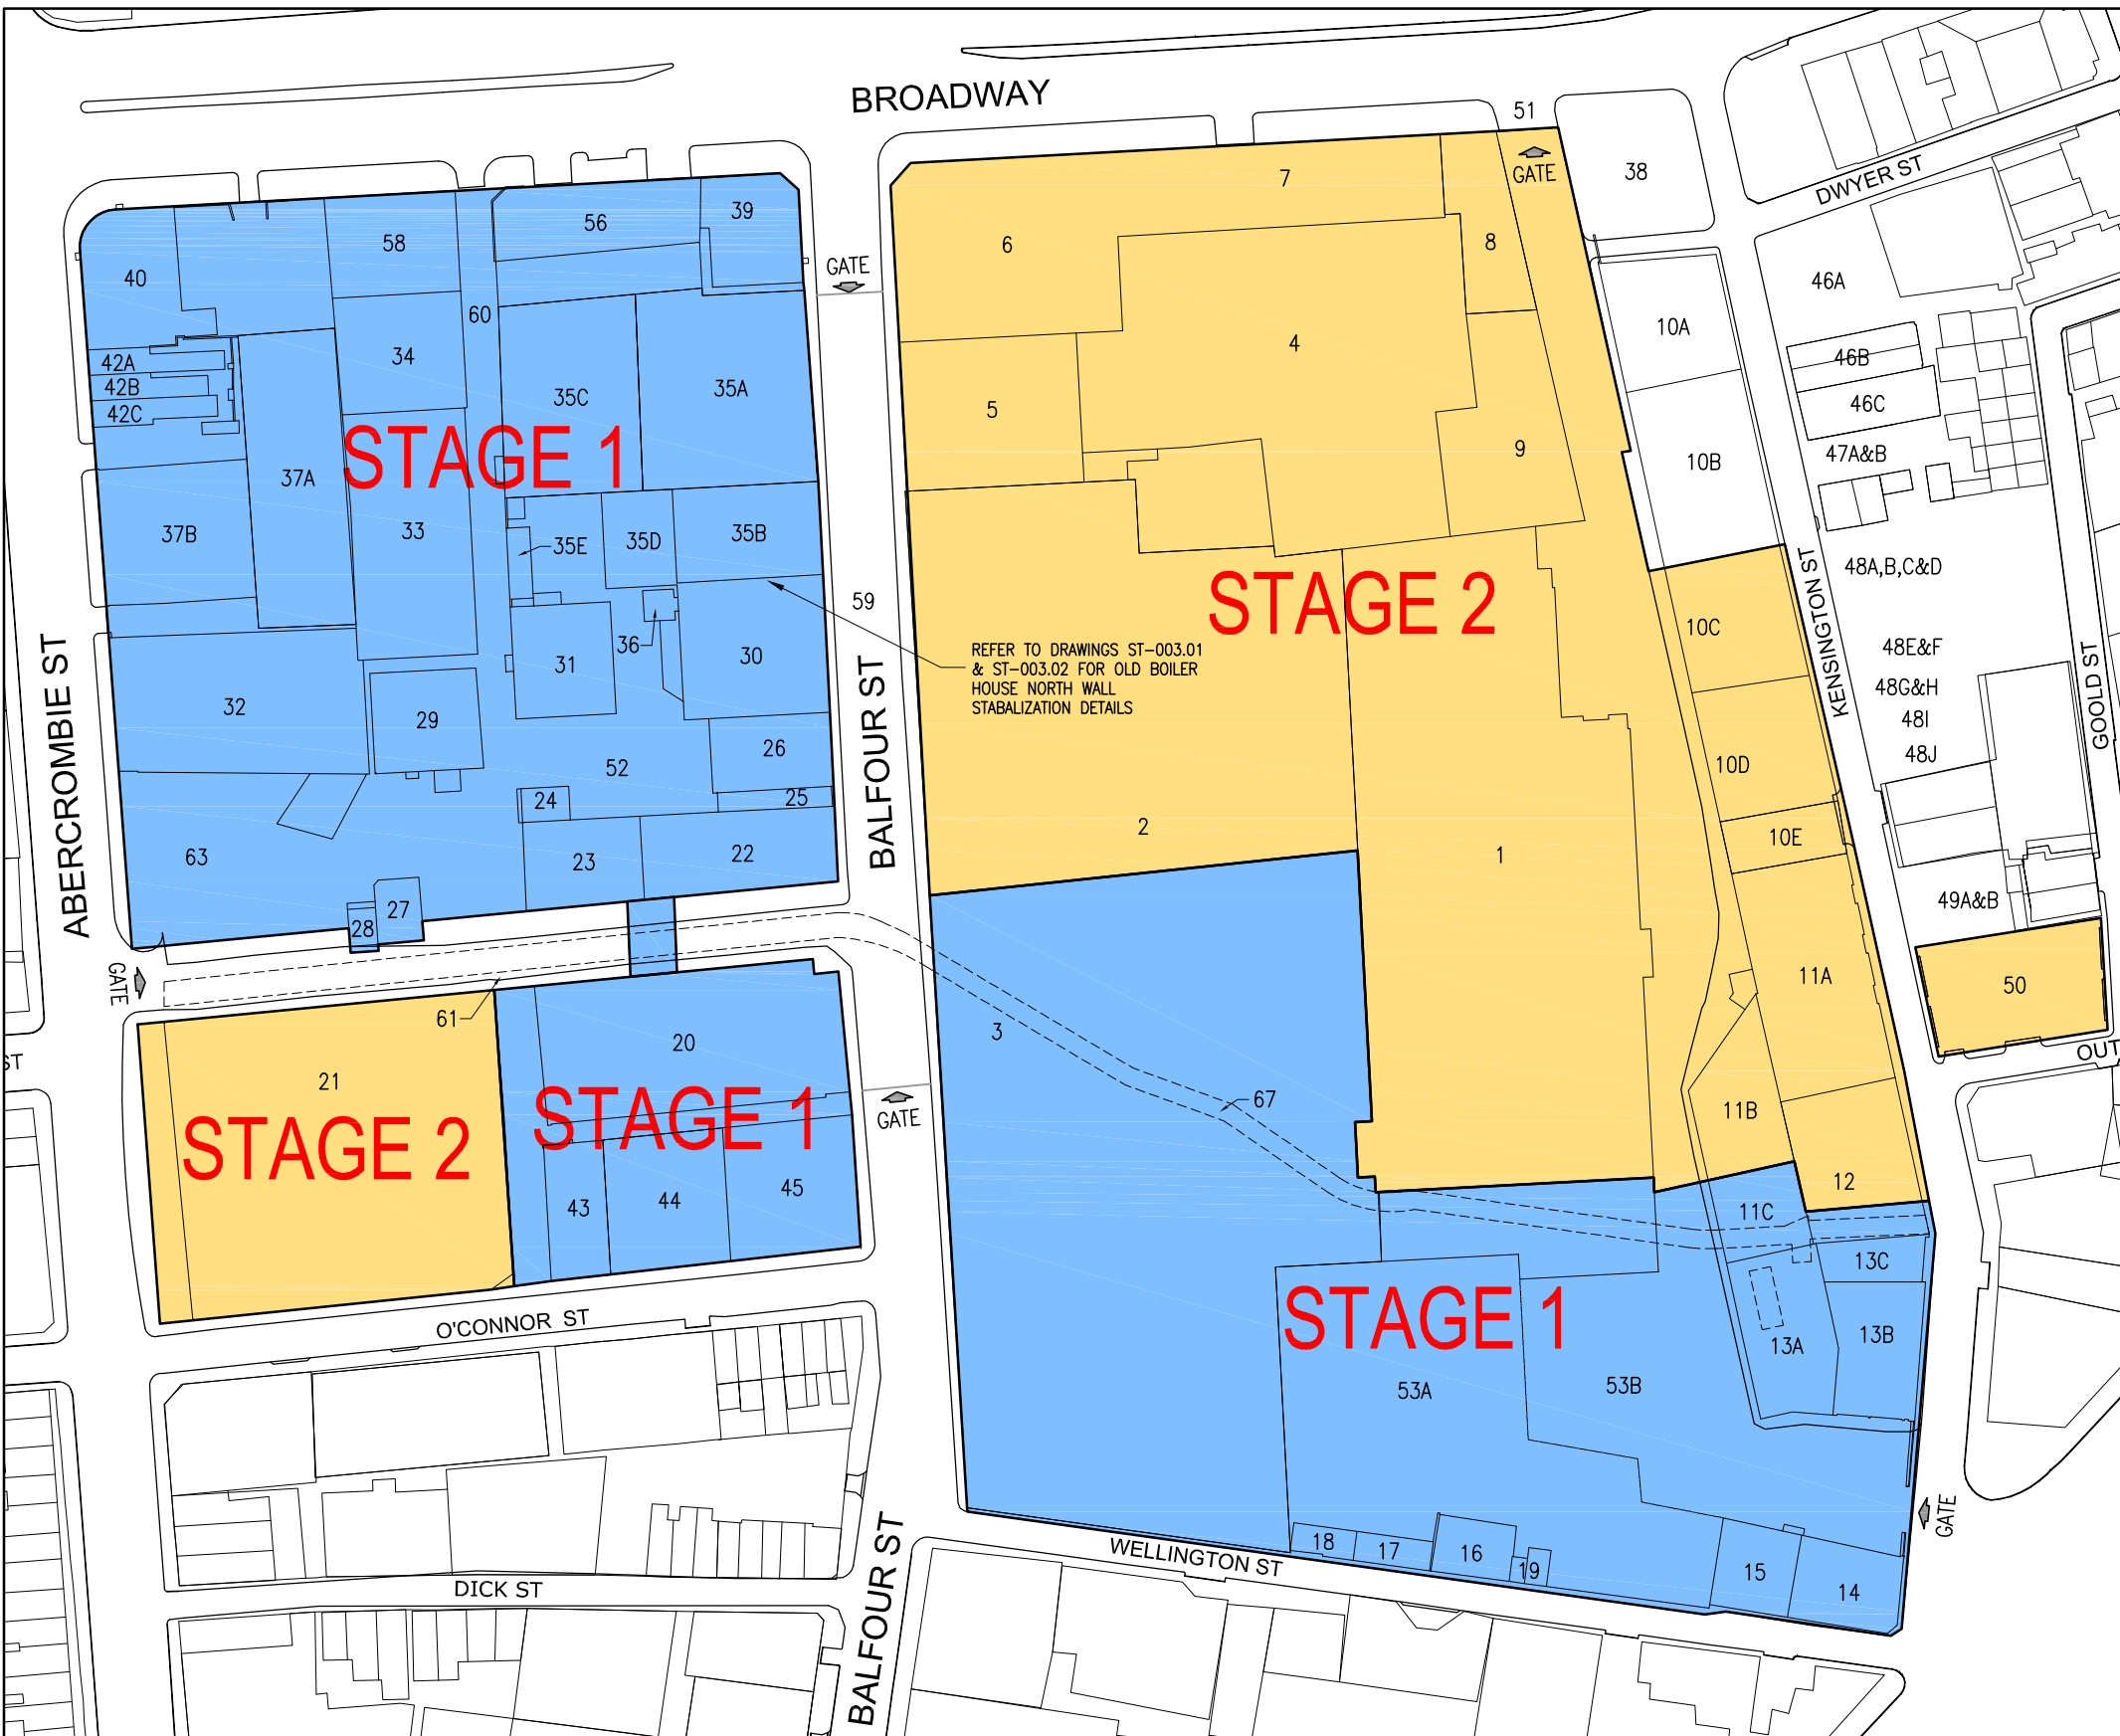 BROADWAY
51
GATE
38
DWYER ST
7
6
8
39
56
58
40
GATE
46A
60
10A
4
34
46B
42A
42B
42C
35C
35A
46C
5
STAGE 1
9
47A&B
10B
37A
37B
33
35E
35D
35B
KENSINGTON ST
48A,B,C&D
59
STAGE 2
10C
REFER TO DRAWINGS ST-003.01
& ST-003.02 FOR OLD BOILER
HOUSE NORTH WALL
STABALIZATION DETAILS
36
31
30
48E&F
48G&H
48I
48J
GOOLD ST
ABERCROMBIE ST
BALFOUR ST
32
29
26
52
10D
24
25
2
10E
63
23
22
1
27
28
49A&B
GATE
11A
50
61
3
20
OUT
ST
21
67
11B
GATE
STAGE 2
STAGE 1
43
44
45
12
11C
13C
O'CONNOR ST
STAGE 1
13A
13B
53A
53B
GATE
BALFOUR ST
WELLINGTON ST
18
17
16
19
15
14
DICK ST